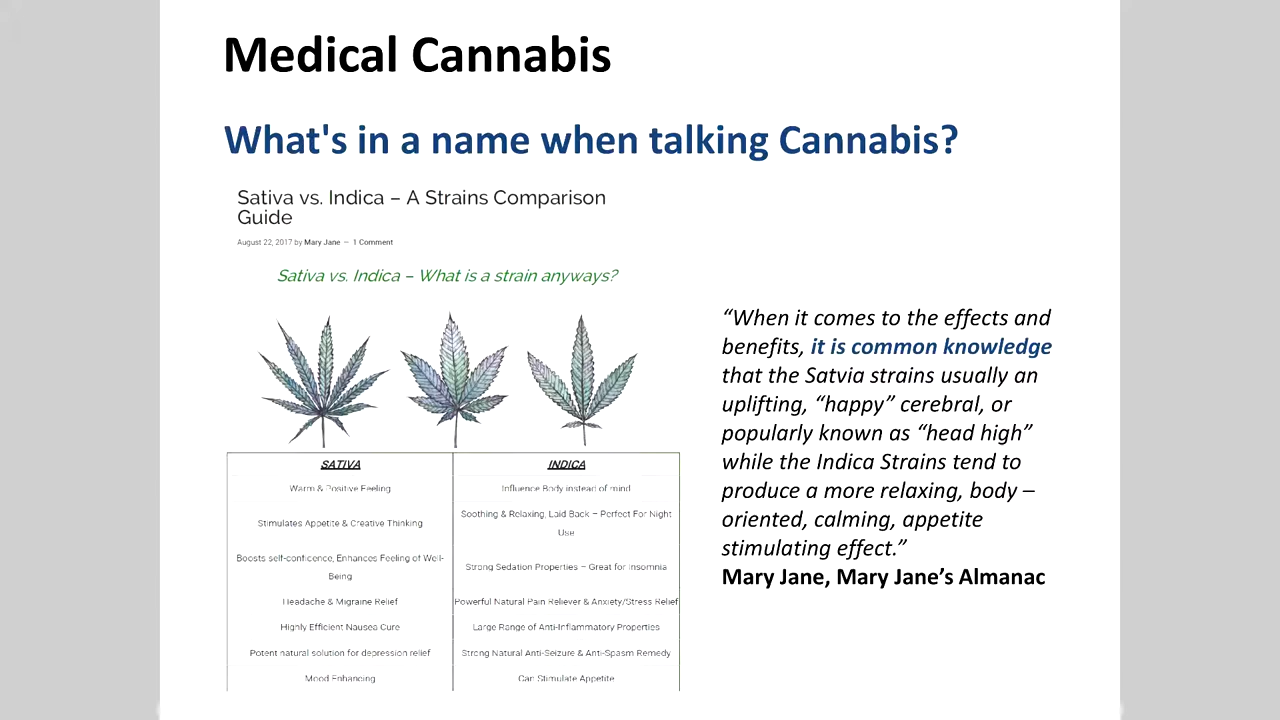 Medical Cannabis
What's in a name when talking Cannabis?
Sativa vs. Indica – A Strains Comparison
Guide
August 22, 2017 by Mary Jane — 1 Comment
Sativa vs. Indica – What is a strain anyways?
SATIVA
INDICA
Warm & Positive Feeling
Influence Body instead of mind
Stimulates Appetite & Creative Thinking
Soothing & Relaxing, Laid Back – Perfect For Night
Use
Boosts self-conficence, Enhances Feeling of Well-
Being
Strong Sedation Properties – Great for Insomnia
Headache & Migraine Relief
Powerful Natural Pain Reliever & Anxiety/Stress Relief
Highly Efficient Nausea Cure
Large Range of Anti-Inflammatory Properties
Potent natural solution for depression relief
Strong Natural Anti-Seizure & Anti-Spasm Remedy
Mood Enhancing
Can Stimulate Appetite
“When it comes to the effects and
benefits, it is common knowledge
that the Satvia strains usually an
uplifting, “happy” cerebral, or
popularly known as “head high”
while the Indica Strains tend to
produce a more relaxing, body –
oriented, calming, appetite
stimulating effect.”
Mary Jane, Mary Jane’s Almanac